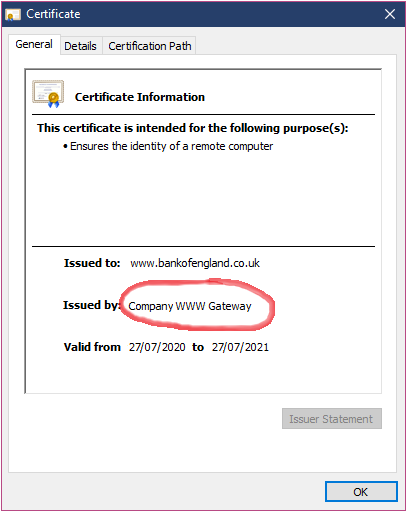 Certificate
General Details Certification Path
Certificate Information
This certificate is intended for the following purpose(s):
• Ensures the identity of a remote computer
Issued to: www.bankofengland.co.uk
Issued by: Company WWW Gateway
Valid from 27/07/2020 to 27/07/2021
Issuer Statement
OK